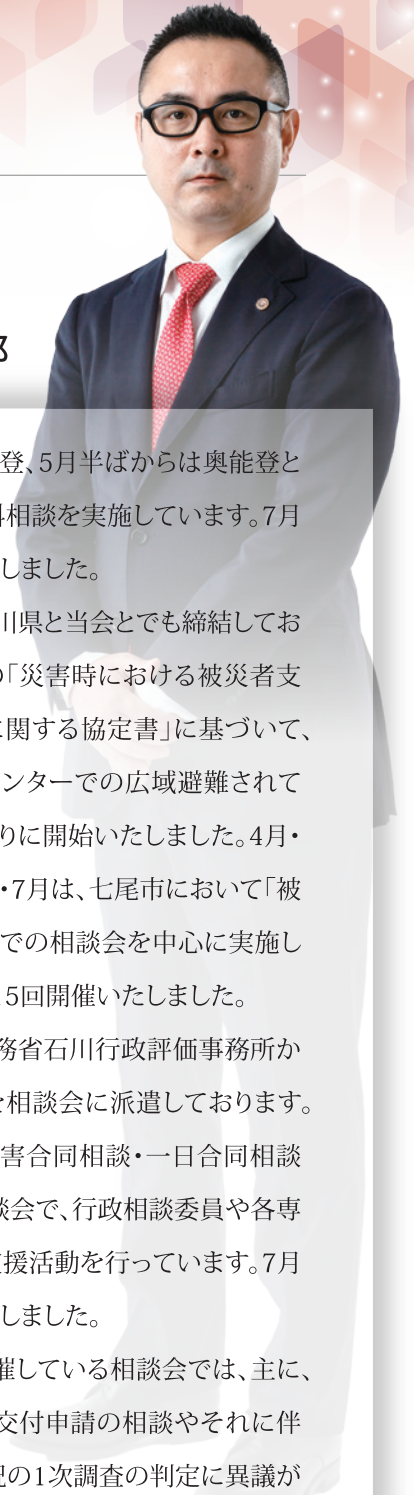 登、5月半ばからは奥能登と
相談を実施しています。7月
しました。
川県と当会とでも締結してお
「災害時における被災者支
に関する協定書」に基づいて、
ンターでの広域避難されて
りに開始いたしました。4月・
・7月は、七尾市において「被
での相談会を中心に実施し
5回開催いたしました。
務省石川行政評価事務所か
相談会に派遣しております。
害合同相談・一日合同相談
談会で、行政相談委員や各専
援活動を行っています。7月
しました。
催している相談会では、主に、
交付申請の相談やそれに伴
の1次調査の判定に異議が